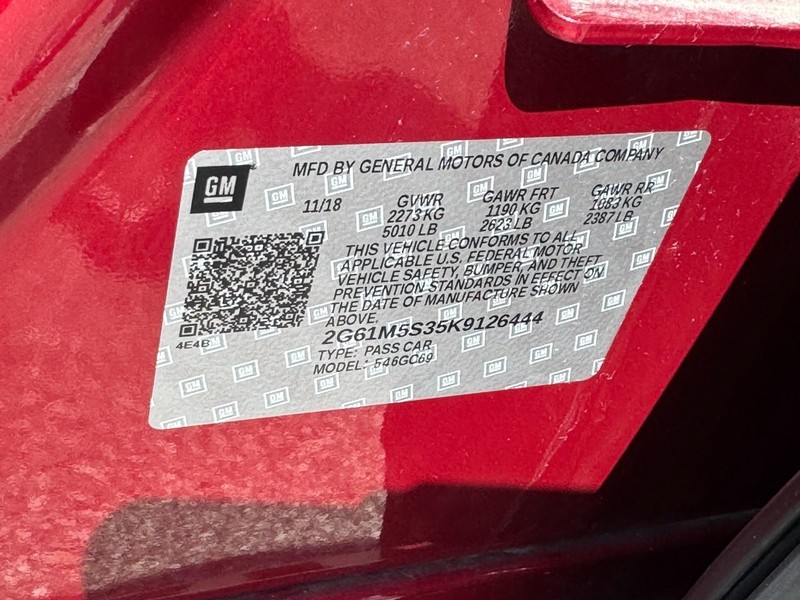 GM
MFD BY GENERAL MOTORS OF CANADA COMPANY
11/18 GVWR GAWR FRT GAWR RR
2273 KG 1190 KG 1083 KG
5010 LB 2623 LB 2387 LB
THIS VEHICLE CONFORMS TO ALL
APPLICABLE U.S. FEDERAL MOTOR
VEHICLE SAFETY, BUMPER, AND THEFT
PREVENTION STANDARDS IN EFFECT ON
THE DATE OF MANUFACTURE SHOWN
ABOVE.
2G61M5S35K9126444
4E4B
TYPE: PASS CAR
MODEL: 546GC69